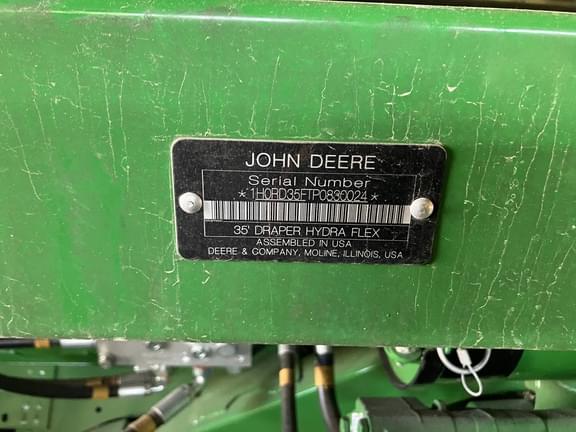 JOHN DEERE
Serial Number
*1H0RD35FTP0830024*
35' DRAPER HYDRA FLEX
ASSEMBLED IN USA
DEERE & COMPANY, MOLINE, ILLINOIS, USA